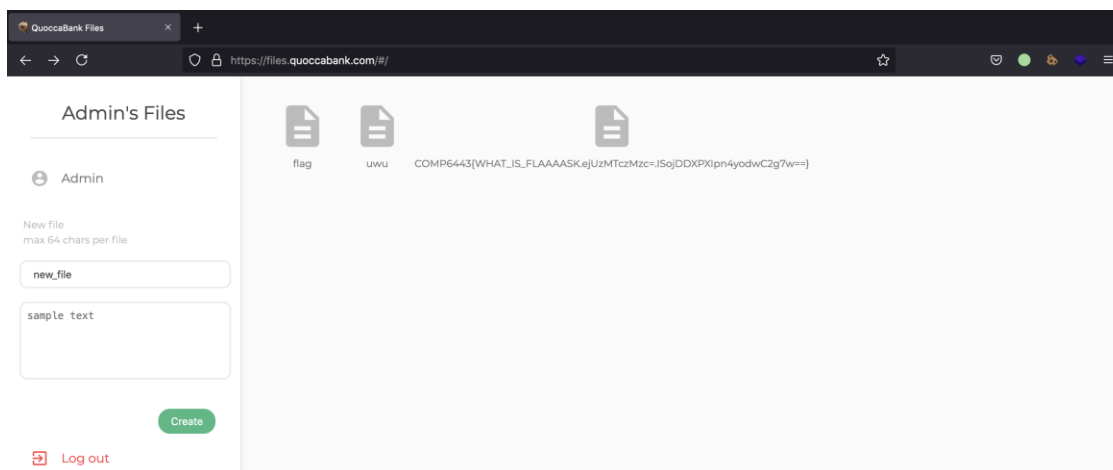 QuoccaBank Files
https://files.quoccabank.com/#/
Admin's Files
Admin
New file
max 64 chars per file
new_file
sample text
Create
Log out
flag
uwu
COMP6443{WHAT_IS_FLAAAASK.ejUzMTczMzc=.ISojDDXPXIpn4yodwC2g7w==}